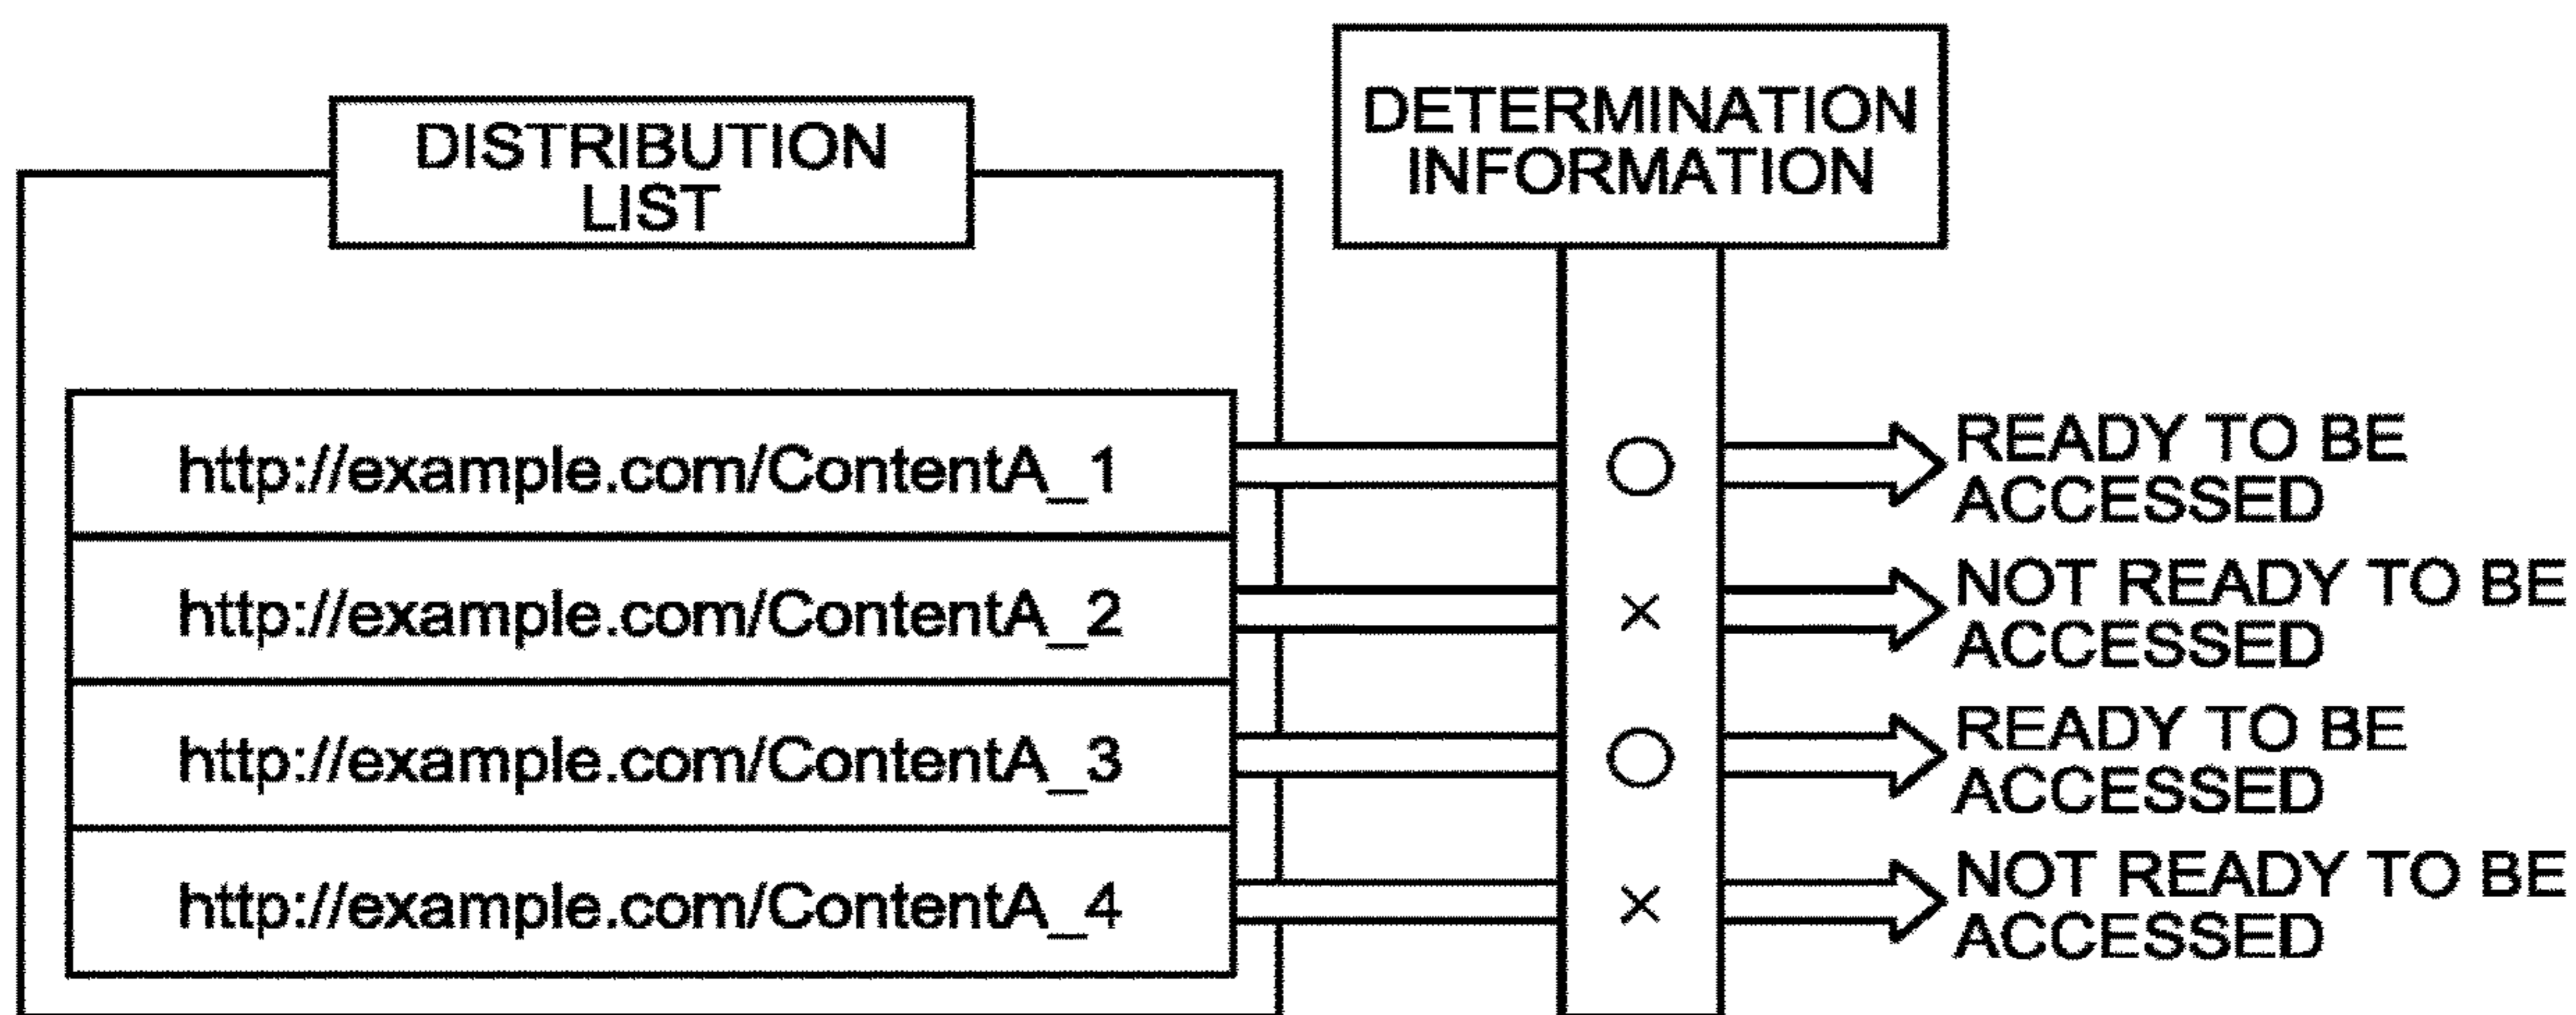 DISTRIBUTION
LIST
DETERMINATION
INFORMATION
http://example.com/ContentA_1
○
READY TO BE
ACCESSED
http://example.com/ContentA_2
×
NOT READY TO BE
ACCESSED
http://example.com/ContentA_3
○
READY TO BE
ACCESSED
http://example.com/ContentA_4
×
NOT READY TO BE
ACCESSED